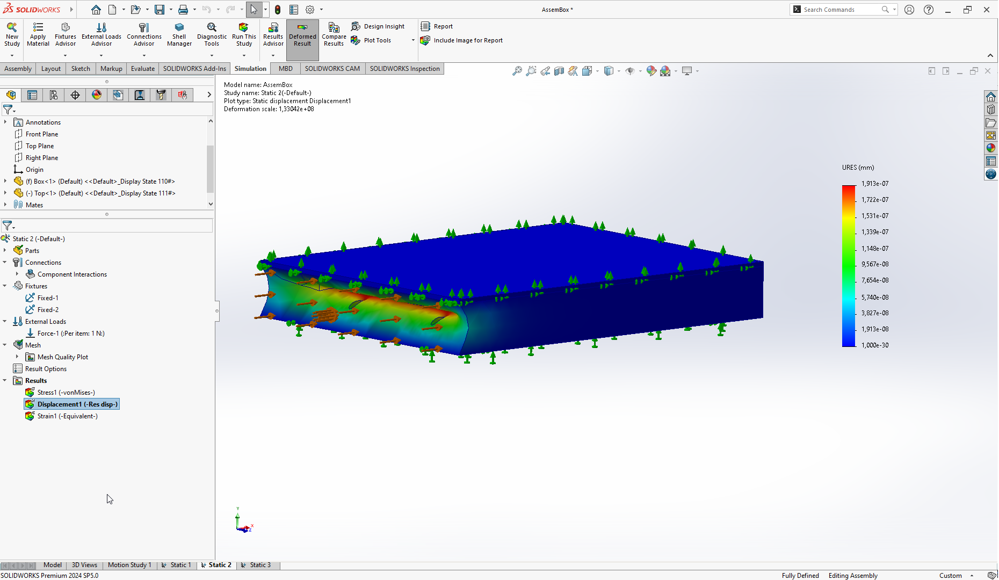 SOLIDWORKS
AssemBox *
Search Commands
New Study
Apply Material
Fixtures Advisor
External Loads Advisor
Connections Advisor
Shell Manager
Diagnostic Tools
Run This Study
Results Advisor
Deformed Result
Compare Results
Design Insight
Plot Tools
Report
Include Image for Report
Assembly
Layout
Sketch
Markup
Evaluate
SOLIDWORKS Add-Ins
Simulation
MBD
SOLIDWORKS CAM
SOLIDWORKS Inspection
Model name: AssemBox
Study name: Static 2(-Default-)
Plot type: Static displacement Displacement1
Deformation scale: 1,33042e+08
Annotations
Front Plane
Top Plane
Right Plane
Origin
(f) Box<1> (Default) <<Default>_Display State 110#>
(-) Top<1> (Default) <<Default>_Display State 111#>
Mates
Static 2 (-Default-)
Parts
Connections
Component Interactions
Fixtures
Fixed-1
Fixed-2
External Loads
Force-1 (:Per item: 1 N:)
Mesh
Mesh Quality Plot
Result Options
Results
Stress1 (-vonMises-)
Displacement1 (-Res disp-)
Strain1 (-Equivalent-)
URES (mm)
1,913e-07
1,722e-07
1,531e-07
1,339e-07
1,148e-07
9,567e-08
7,654e-08
5,740e-08
3,827e-08
1,913e-08
1,000e-30
Y
X
Z
Model
3D Views
Motion Study 1
Static 1
Static 2
Static 3
SOLIDWORKS Premium 2024 SP5.0
Fully Defined
Editing Assembly
Custom